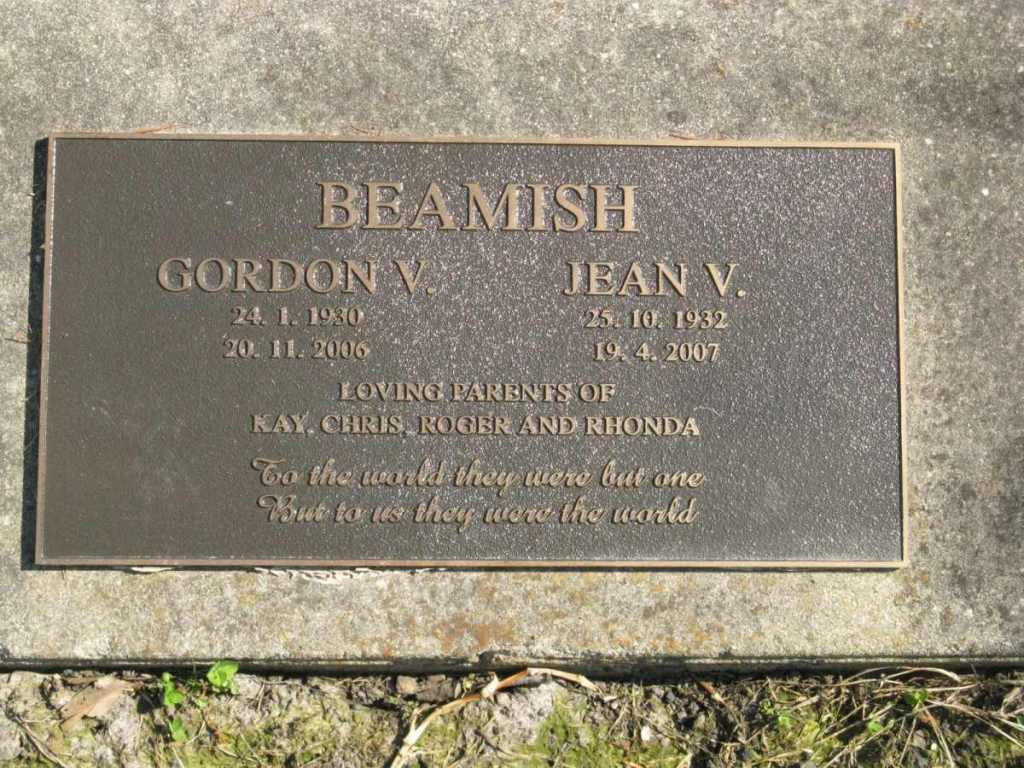 BEAMISH
GORDON V. JEAN V.
24. 1. 1930 25. 10. 1932
20. 11. 2006 19. 4. 2007
LOVING PARENTS OF
KAY, CHRIS, ROGER AND RHONDA
To the world they were but one
But to us they were the world